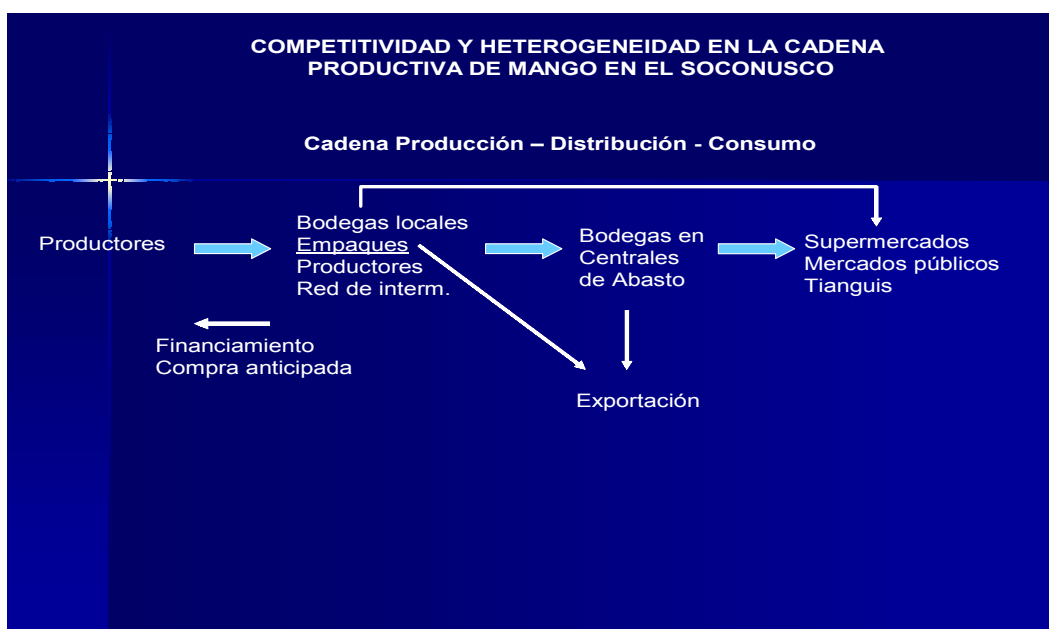 COMPETITIVIDAD Y HETEROGENEIDAD EN LA CADENA
PRODUCTIVA DE MANGO EN EL SOCONUSCO
Cadena Producción – Distribución - Consumo
Productores
Bodegas locales
Empaques
Productores
Red de interm.
Bodegas en
Centrales
de Abasto
Supermercados
Mercados públicos
Tianguis
Financiamiento
Compra anticipada
Exportación